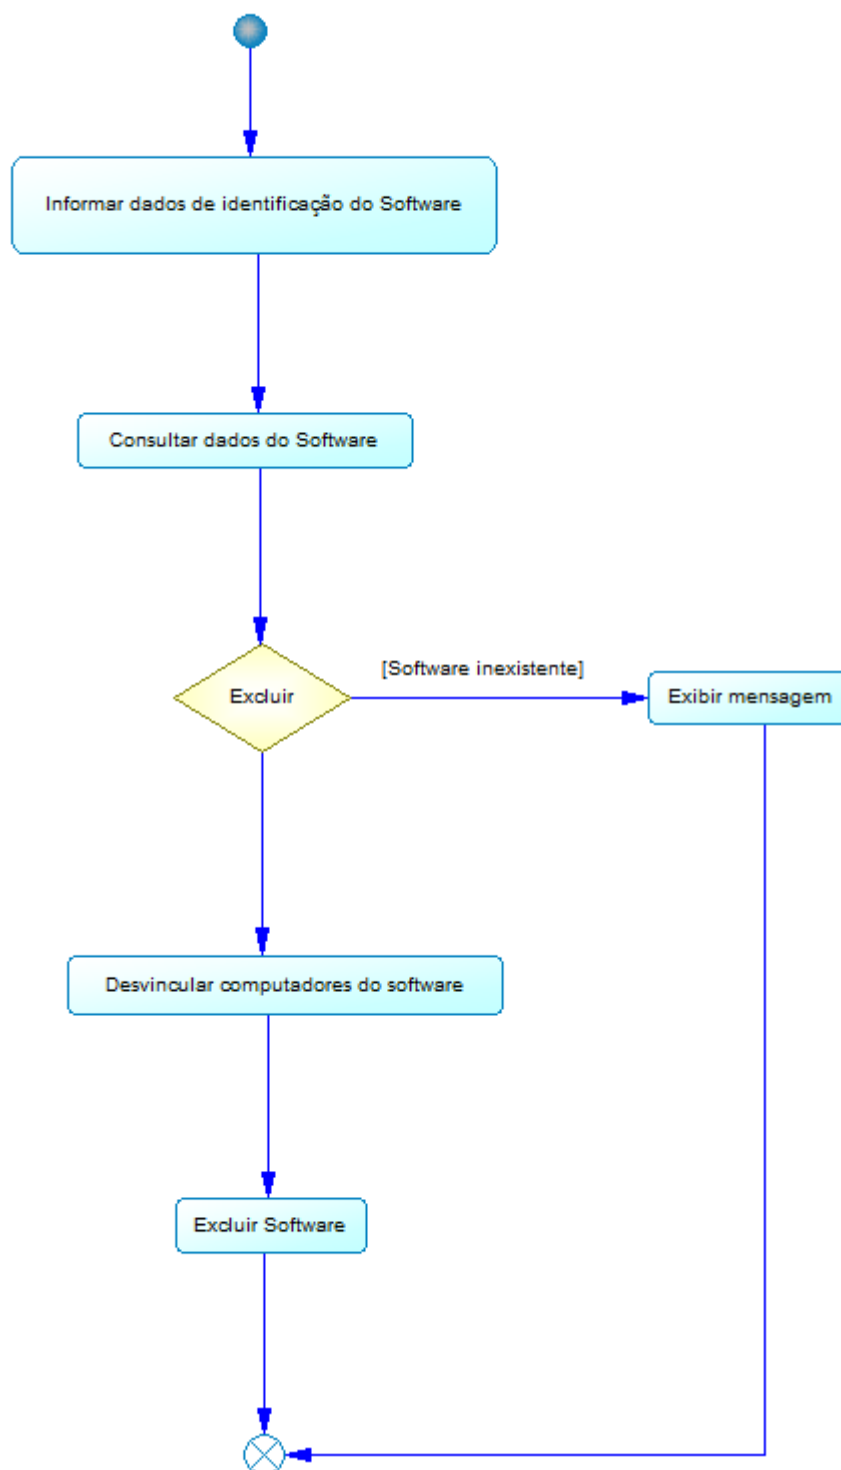 Informar dados de identificação do Software
Consultar dados do Software
Excluir
[Software inexistente]
Exibir mensagem
Desvincular computadores do software
Excluir Software